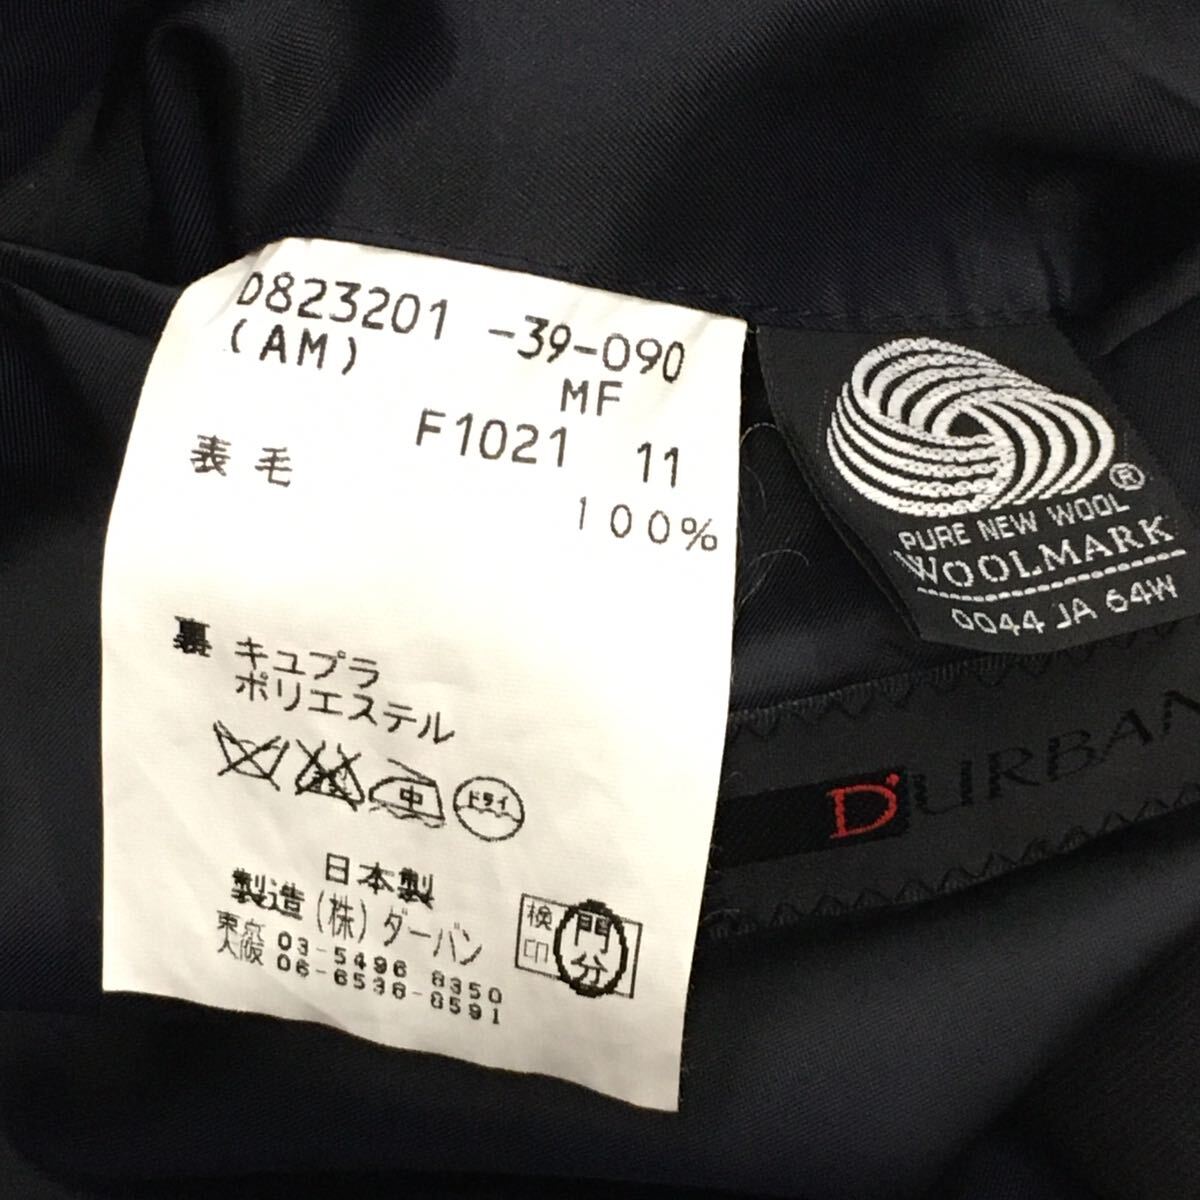 D823201 -39-090
(AM)
MF
F1021 11
表 毛
100%
裏 キュプラ
ポリエステル
中
ドライ
日本製
製造 (株)ダーバン
東京 03-5496 8350
大阪 06-6536-8591
検印
門分
®
PURE NEW WOOL
WOOLMARK
0044 JA 64W
D'URBAN